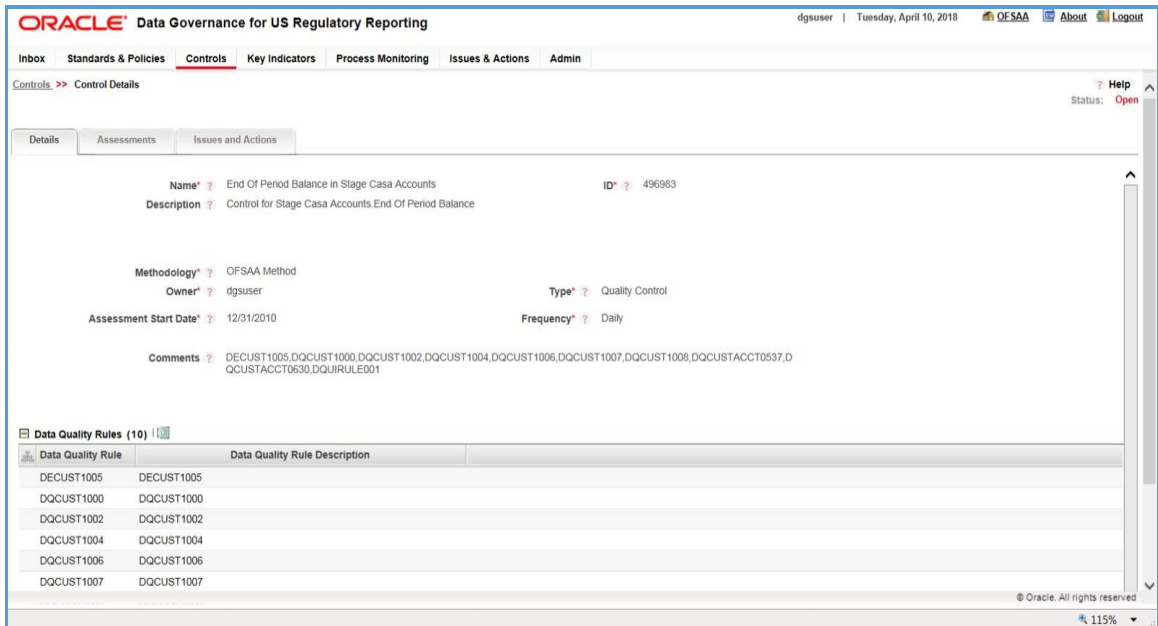 ORACLE® Data Governance for US Regulatory Reporting
dgsuser | Tuesday, April 10, 2018 OFSAA About Logout
Inbox Standards & Policies Controls Key Indicators Process Monitoring Issues & Actions Admin
Controls >> Control Details
? Help
Status: Open
Details Assessments Issues and Actions
Name* ? End Of Period Balance in Stage Casa Accounts ID* ? 496983
Description ? Control for Stage Casa Accounts.End Of Period Balance
Methodology* ? OFSAA Method
Owner* ? dgsuser Type* ? Quality Control
Assessment Start Date* ? 12/31/2010 Frequency* ? Daily
Comments ? DECUST1005,DQCUST1000,DQCUST1002,DQCUST1004,DQCUST1006,DQCUST1007,DQCUST1008,DQCUSTACCT0537,D
QCUSTACCT0630,DQUIRULE001
Data Quality Rules (10)
Data Quality Rule Data Quality Rule Description
DECUST1005 DECUST1005
DQCUST1000 DQCUST1000
DQCUST1002 DQCUST1002
DQCUST1004 DQCUST1004
DQCUST1006 DQCUST1006
DQCUST1007 DQCUST1007
© Oracle. All rights reserved
115%